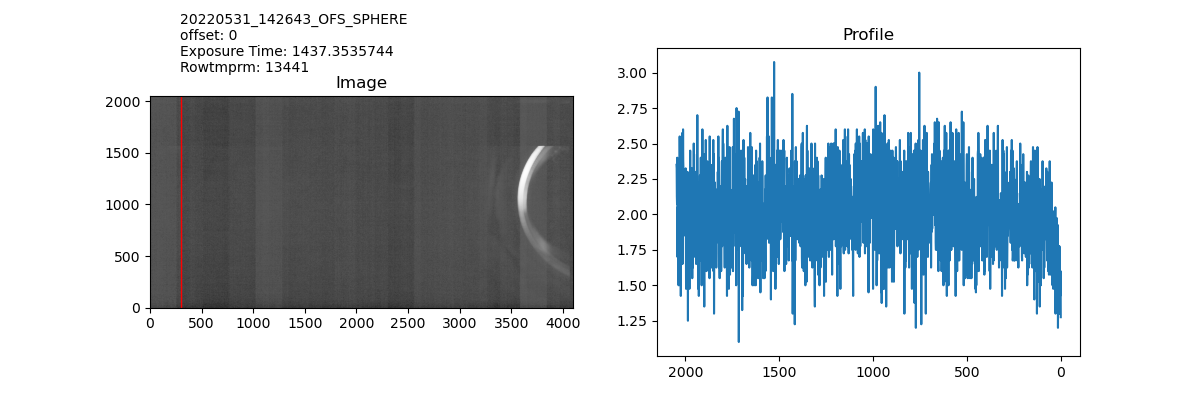 20220531_142643_OFS_SPHERE
offset: 0
Exposure Time: 1437.3535744
Rowtmprm: 13441
Image
2000
1500
1000
500
0
0 500 1000 1500 2000 2500 3000 3500 4000
Profile
3.00
2.75
2.50
2.25
2.00
1.75
1.50
1.25
2000 1500 1000 500 0